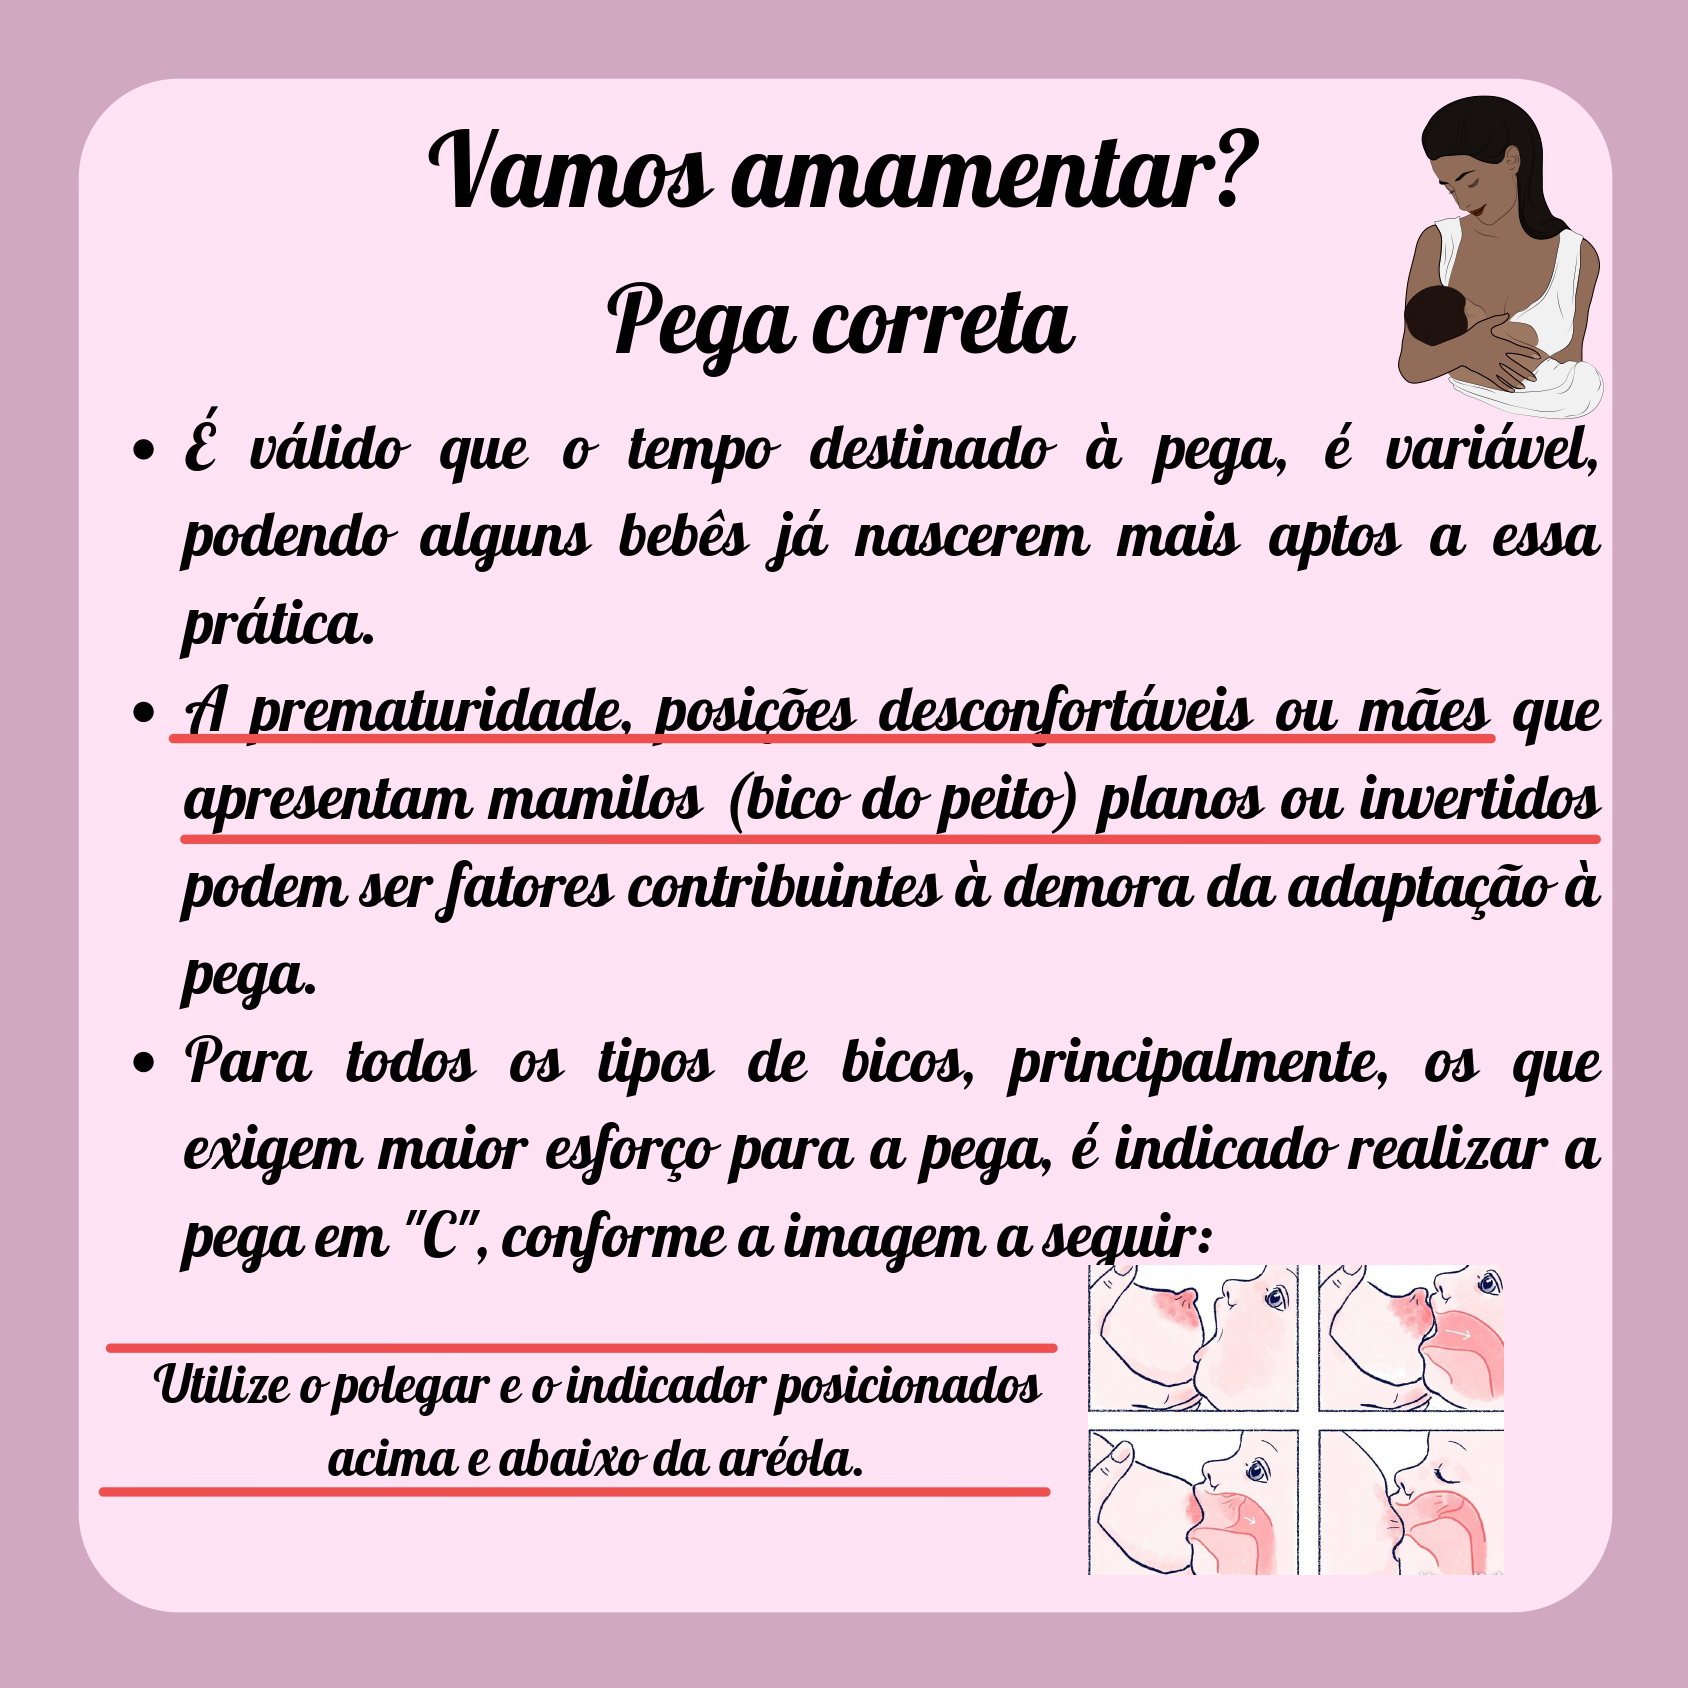 Vamos amamentar?
Pega correta
• É válido que o tempo destinado à pega, é variável,
podendo alguns bebês já nascerem mais aptos a essa
prática.
• A prematuridade, posições desconfortáveis ou mães que
apresentam mamilos (bico do peito) planos ou invertidos
podem ser fatores contribuintes à demora da adaptação à
pega.
• Para todos os tipos de bicos, principalmente, os que
exigem maior esforço para a pega, é indicado realizar a
pega em "C", conforme a imagem a seguir:
Utilize o polegar e o indicador posicionados
acima e abaixo da aréola.